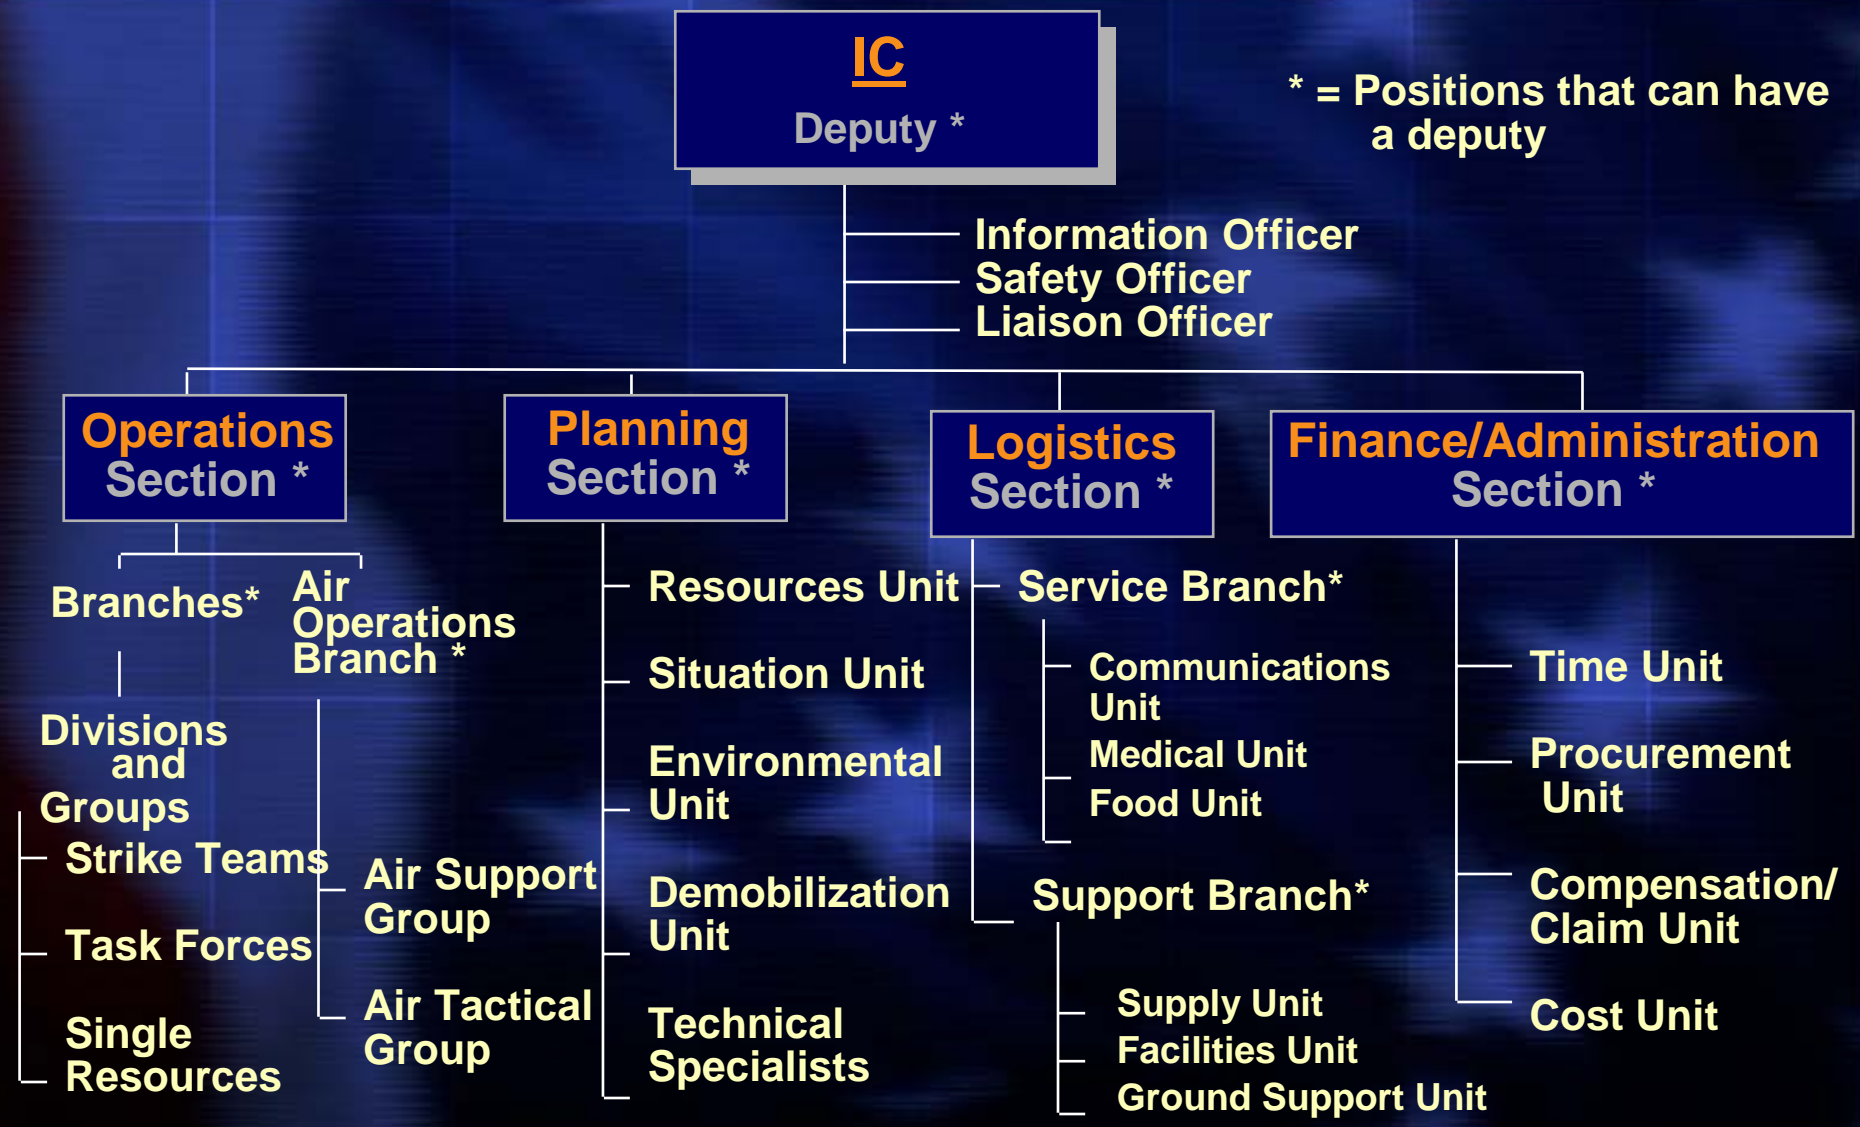 IC
Deputy *
* = Positions that can have
a deputy
Information Officer
Safety Officer
Liaison Officer
Operations
Section *
Planning
Section *
Logistics
Section *
Finance/Administration
Section *
Branches*
Air
Operations
Branch *
Divisions
and
Groups
Strike Teams
Task Forces
Single
Resources
Air Support
Group
Air Tactical
Group
Resources Unit
Situation Unit
Environmental
Unit
Demobilization
Unit
Technical
Specialists
Service Branch*
Communications
Unit
Medical Unit
Food Unit
Support Branch*
Supply Unit
Facilities Unit
Ground Support Unit
Time Unit
Procurement
Unit
Compensation/
Claim Unit
Cost Unit